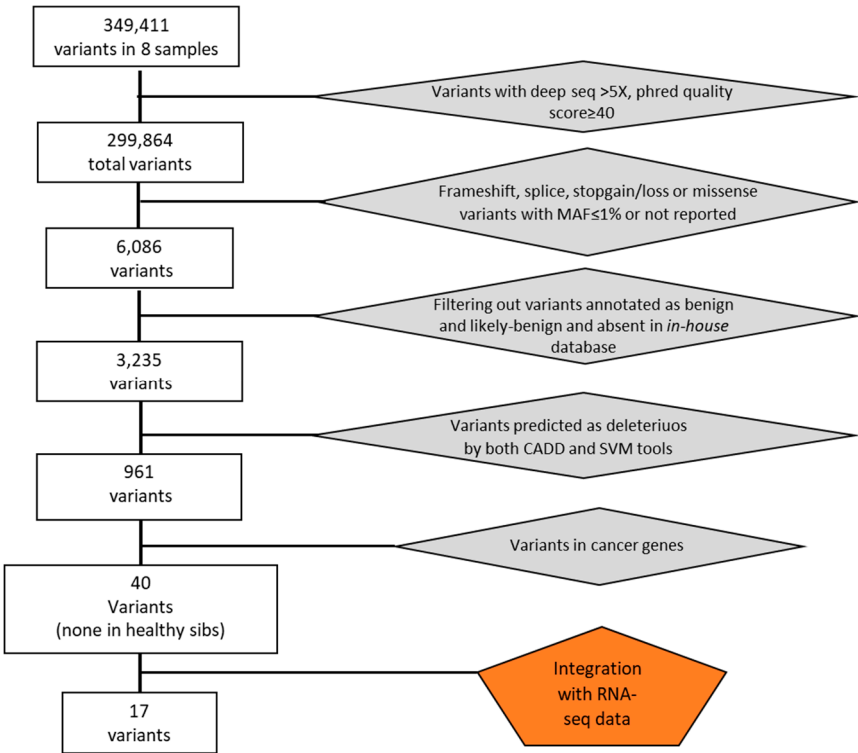 349,411
variants in 8 samples
Variants with deep seq >5X, phred quality
score≥40
299,864
total variants
Frameshift, splice, stopgain/loss or missense
variants with MAF≤1% or not reported
6,086
variants
Filtering out variants annotated as benign
and likely-benign and absent in in-house
database
3,235
variants
Variants predicted as deleteriuos
by both CADD and SVM tools
961
variants
Variants in cancer genes
40
Variants
(none in healthy sibs)
Integration
with RNA-
seq data
17
variants